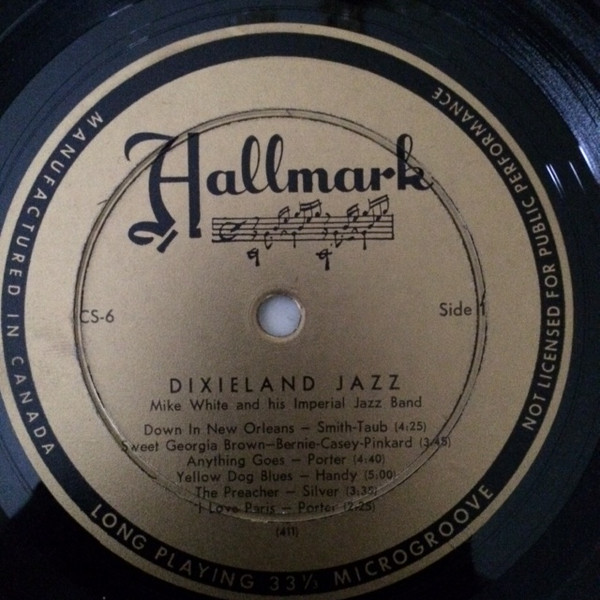 Hallmark
CS-6
Side 1
DIXIELAND JAZZ
Mike White and his Imperial Jazz Band
Down In New Orleans – Smith-Taub (4:25)
Sweet Georgia Brown–Bernie-Casey-Pinkard (3:45)
Anything Goes – Porter (4:40)
Yellow Dog Blues – Handy (5:00)
The Preacher – Silver (3:35)
I Love Paris – Porter (2:25)
(411)
MANUFACTURED IN CANADA
LONG PLAYING 33⅓ MICROGROOVE
NOT LICENSED FOR PUBLIC PERFORMANCE